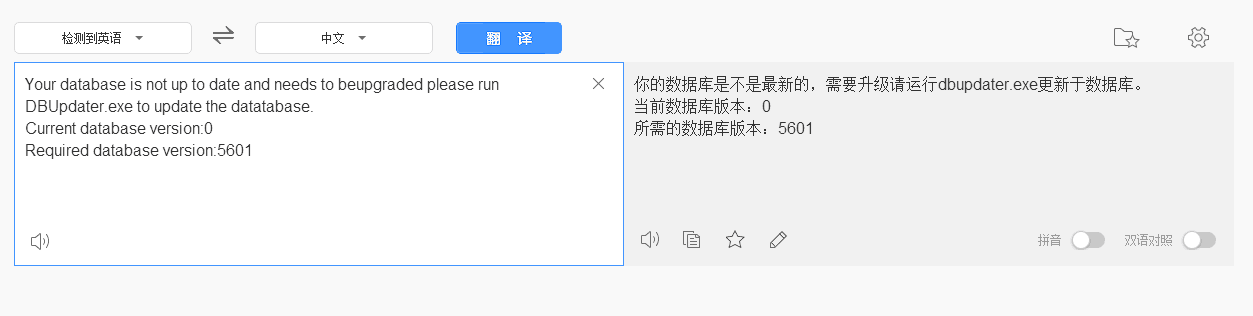 检测到英语
中文
翻 译
Your database is not up to date and needs to beupgraded please run
DBUpdater.exe to update the datatabase.
Current database version:0
Required database version:5601
你的数据库是不是最新的，需要升级请运行dbupdater.exe更新于数据库。
当前数据库版本：0
所需的数据库版本：5601
拼音
双语对照